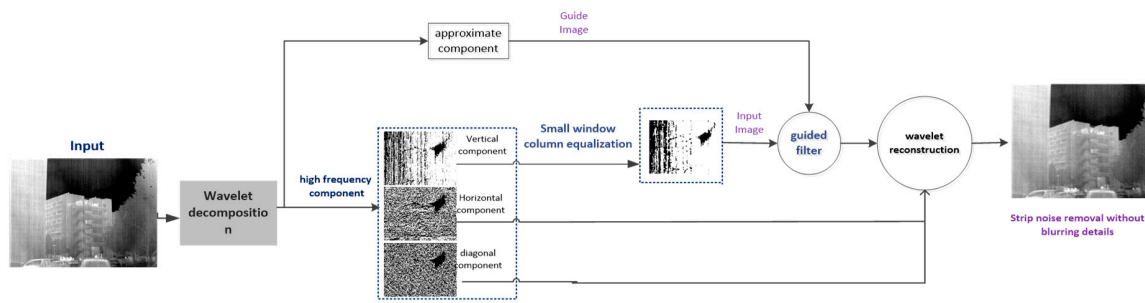 Guide
Image
approximate
component
Input
Wavelet
decompositio
n
high frequency
component
Vertical
component
Horizontal
component
diagonal
component
Small window
column equalization
Input
Image
guided
filter
wavelet
reconstruction
Strip noise removal without
blurring details